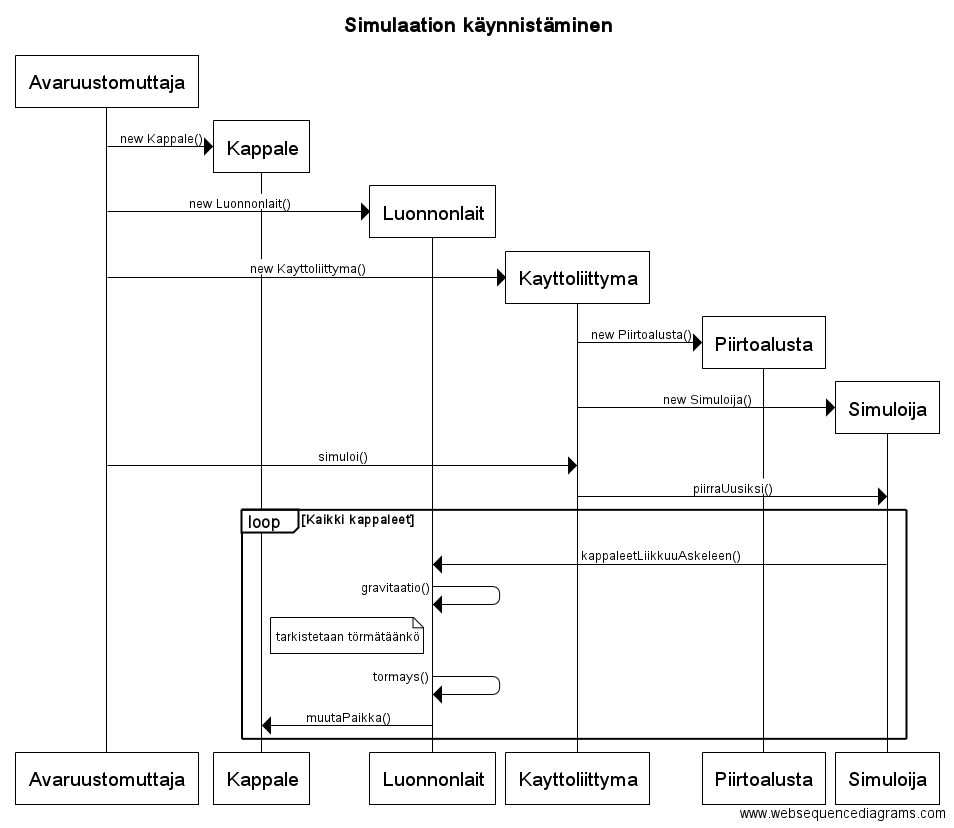 Simulaation käynnistäminen
Avaruustomuttaja
new Kappale()
Kappale
new Luonnonlait()
Luonnonlait
new Kayttoliittyma()
Kayttoliittyma
new Piirtoalusta()
Piirtoalusta
new Simuloija()
Simuloija
simuloi()
piirraUusiksi()
loop [Kaikki kappaleet]
kappaleetLiikkuuAskeleen()
gravitaatio()
tarkistetaan törmätäänkö
tormays()
muutaPaikka()
Avaruustomuttaja Kappale Luonnonlait Kayttoliittyma Piirtoalusta Simuloija
www.websequencediagrams.com